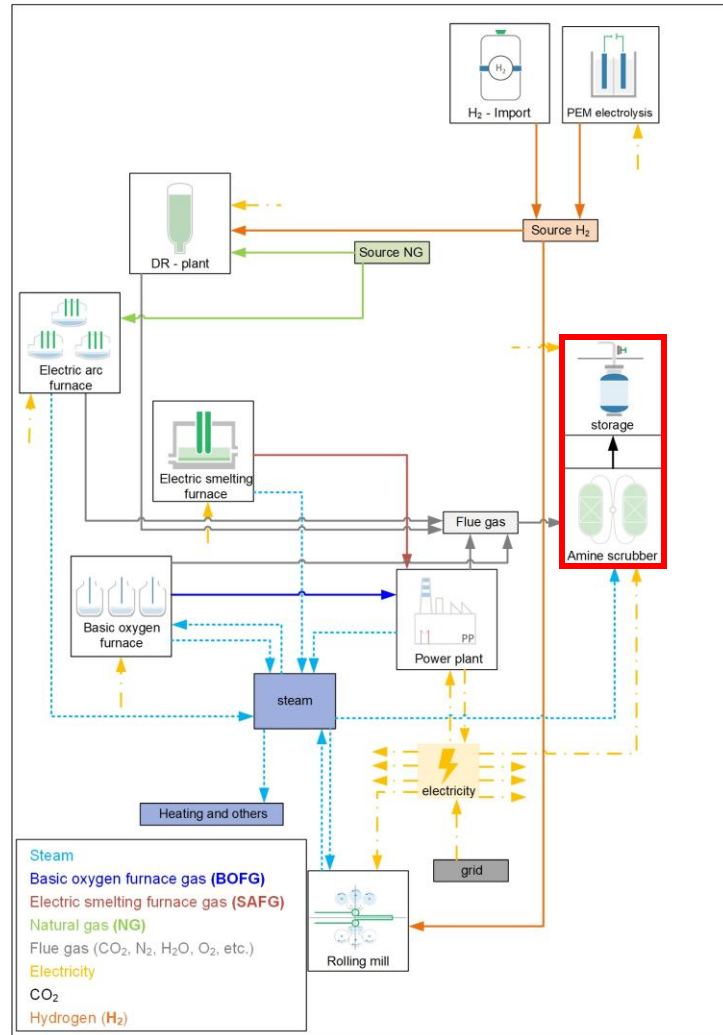 H₂
H₂ - Import
PEM electrolysis
DR - plant
Source H₂
Source NG
Electric arc
furnace
storage
Electric smelting
furnace
Flue gas
Amine scrubber
Basic oxygen
furnace
PP
Power plant
steam
electricity
Heating and others
grid
Rolling mill
Steam
Basic oxygen furnace gas (BOFG)
Electric smelting furnace gas (SAFG)
Natural gas (NG)
Flue gas (CO₂, N₂, H₂O, O₂, etc.)
Electricity
CO₂
Hydrogen (H₂)